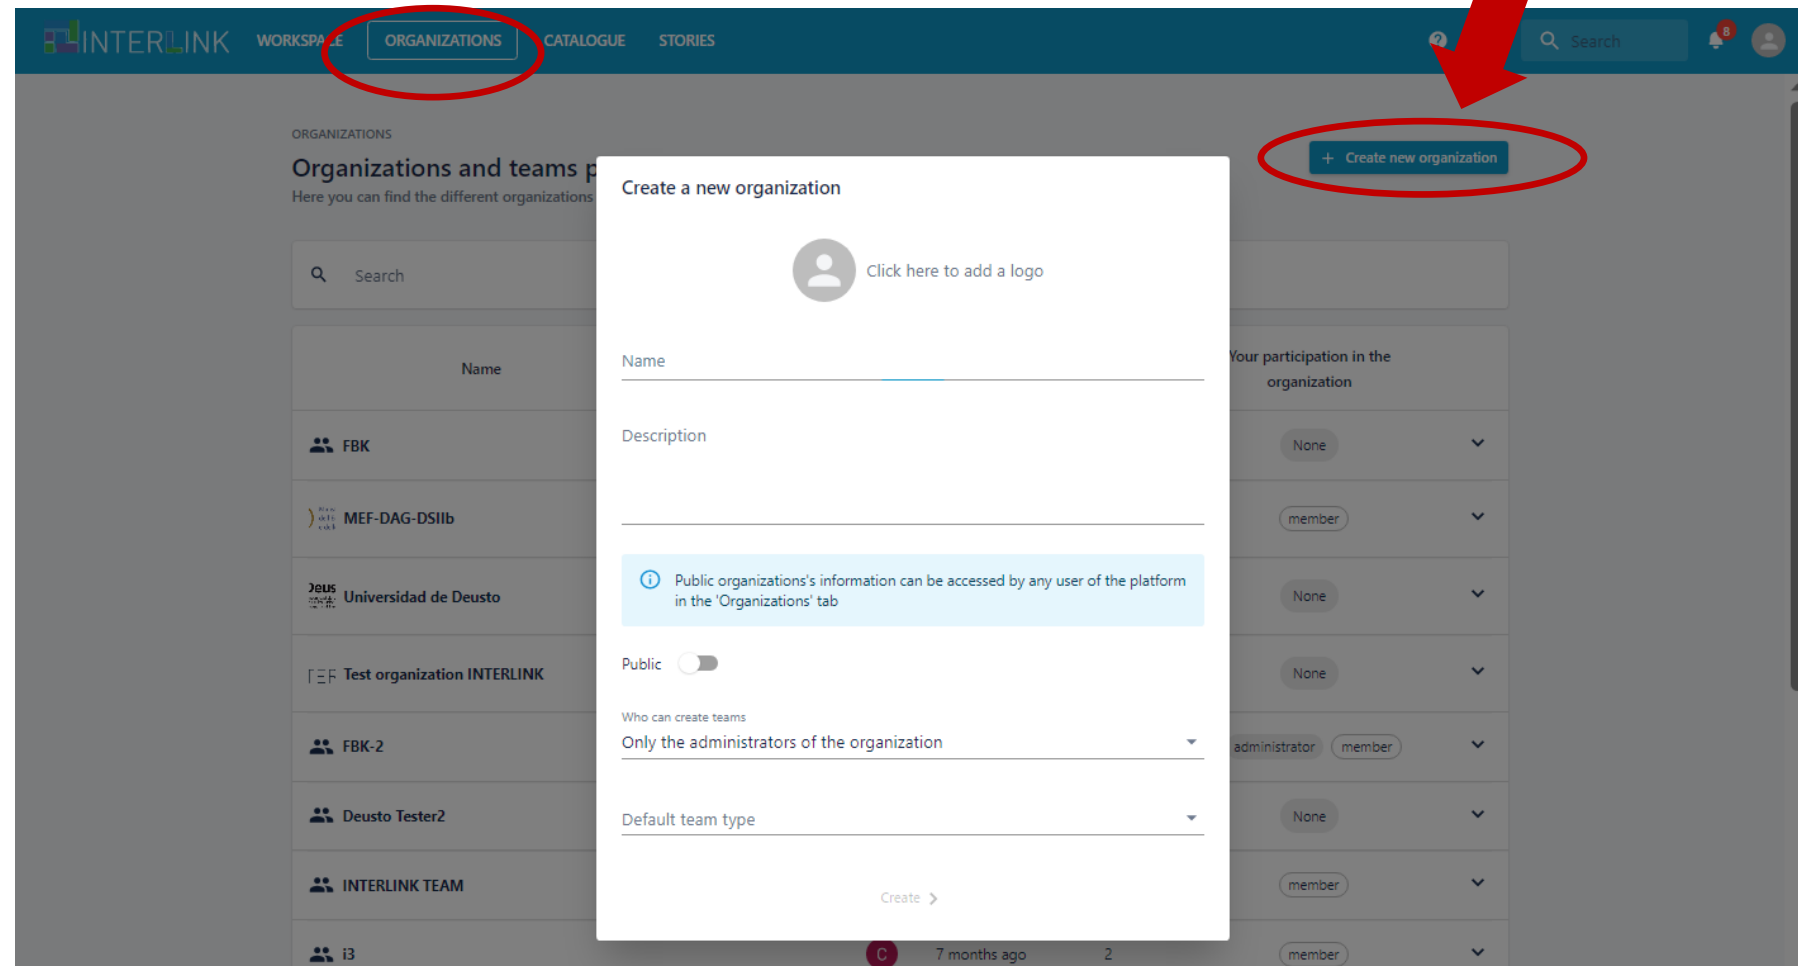 INTERLINK WORKSPACE ORGANIZATIONS CATALOGUE STORIES Search 8
ORGANIZATIONS
Organizations and teams p
+ Create new organization
Here you can find the different organizations
Create a new organization
Click here to add a logo
Search
Name
Your participation in the
organization
Name
FBK
None
Description
MEF-DAG-DSIIb
member
Public organizations's information can be accessed by any user of the platform
in the 'Organizations' tab
Universidad de Deusto
None
Public
Test organization INTERLINK
None
Who can create teams
Only the administrators of the organization
FBK-2
administrator member
Default team type
Deusto Tester2
None
INTERLINK TEAM
member
Create
i3 C 7 months ago 2 member